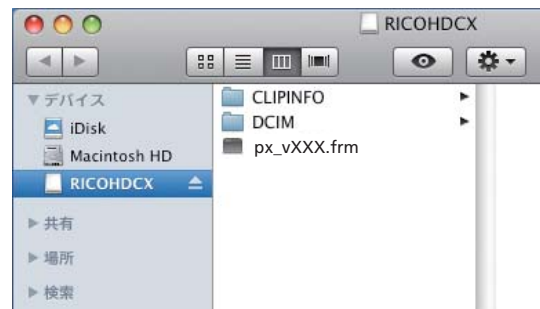 RICOHDCX
デバイス
iDisk
Macintosh HD
RICOHDCX
共有
場所
検索
CLIPINFO
DCIM
px_vXXX.frm